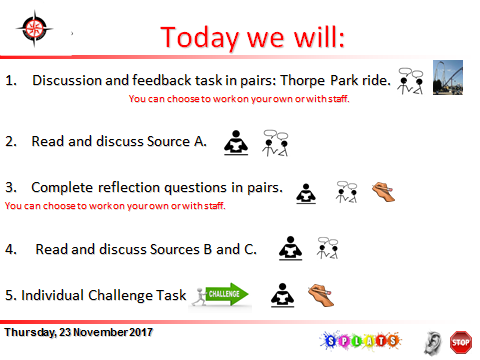 Today we will:
1. Discussion and feedback task in pairs: Thorpe Park ride.
You can choose to work on your own or with staff.
2. Read and discuss Source A.
3. Complete reflection questions in pairs.
You can choose to work on your own or with staff.
4. Read and discuss Sources B and C.
5. Individual Challenge Task
CHALLENGE
Thursday, 23 November 2017
SPLATS
STOP